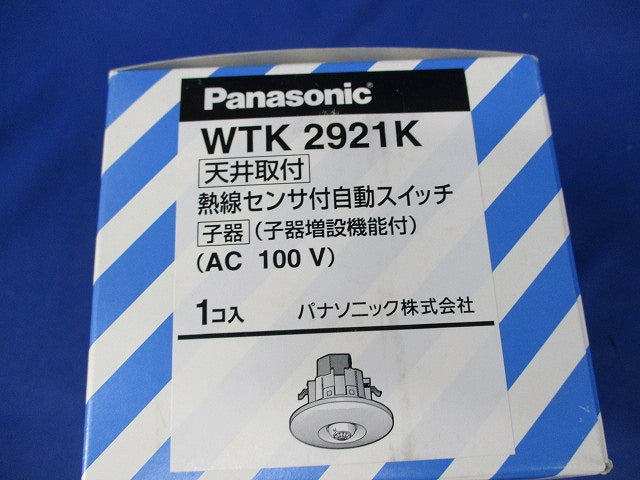 Panasonic
WTK 2921K
天井取付
熱線センサ付自動スイッチ
子器 (子器増設機能付)
(AC 100 V)
1コ入 パナソニック株式会社